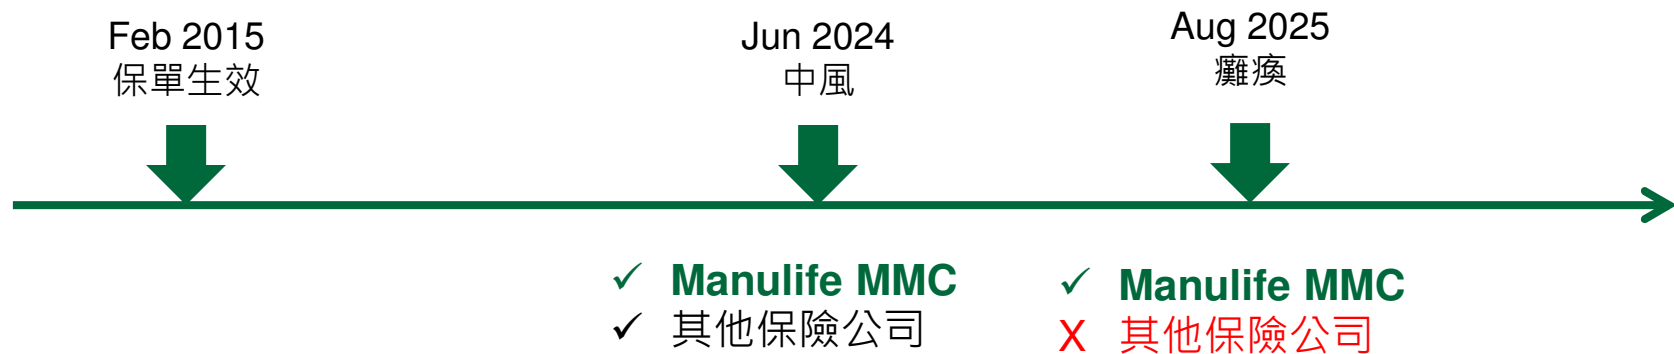 Feb 2015
保單生效
Jun 2024
中風
Aug 2025
癱瘓
✓ Manulife MMC
✓ 其他保險公司
✓ Manulife MMC
X 其他保險公司